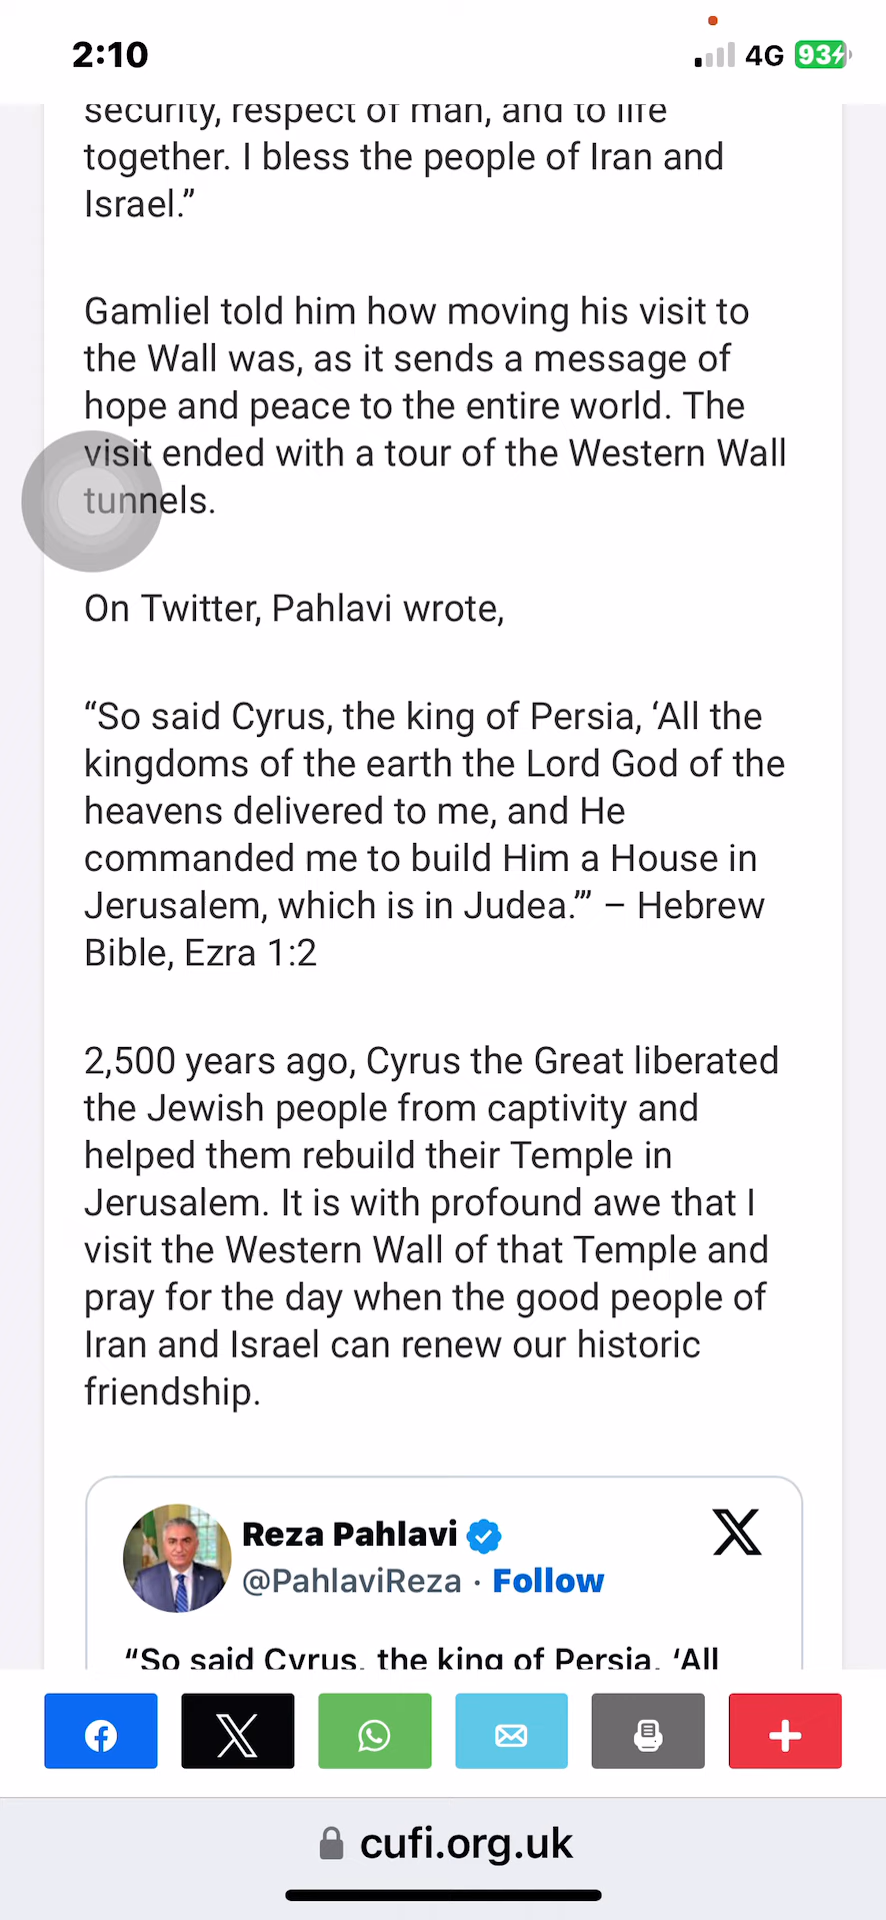 2:10
4G
93
security, respect of man, and to life
together. I bless the people of Iran and
Israel.”
Gamliel told him how moving his visit to
the Wall was, as it sends a message of
hope and peace to the entire world. The
visit ended with a tour of the Western Wall
tunnels.
On Twitter, Pahlavi wrote,
“So said Cyrus, the king of Persia, ‘All the
kingdoms of the earth the Lord God of the
heavens delivered to me, and He
commanded me to build Him a House in
Jerusalem, which is in Judea.’” – Hebrew
Bible, Ezra 1:2
2,500 years ago, Cyrus the Great liberated
the Jewish people from captivity and
helped them rebuild their Temple in
Jerusalem. It is with profound awe that I
visit the Western Wall of that Temple and
pray for the day when the good people of
Iran and Israel can renew our historic
friendship.
Reza Pahlavi
@PahlaviReza · Follow
“So said Cyrus, the king of Persia, ‘All
cufi.org.uk